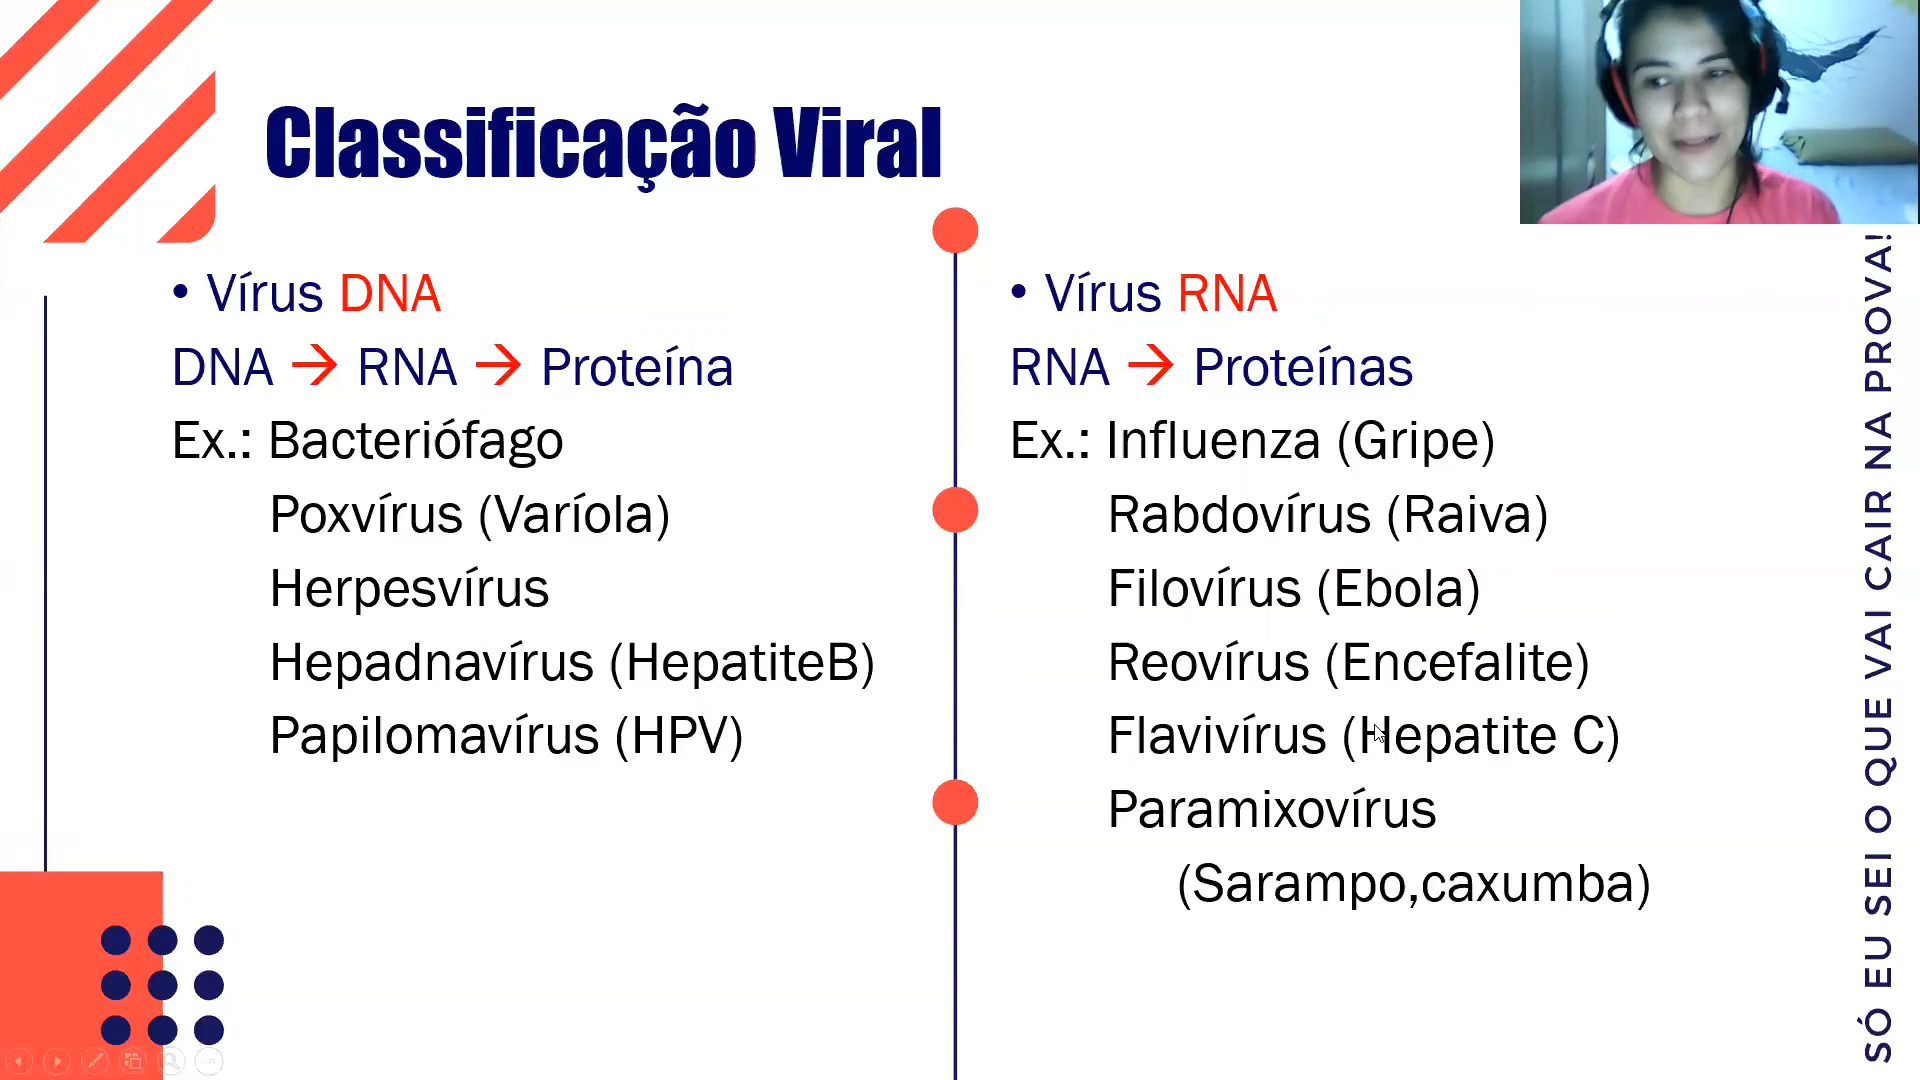 Classificação Viral
• Vírus DNA
DNA → RNA → Proteína
Ex.: Bacteriófago
Poxvírus (Varíola)
Herpesvírus
Hepadnavírus (HepatiteB)
Papilomavírus (HPV)
• Vírus RNA
RNA → Proteínas
Ex.: Influenza (Gripe)
Rabdovírus (Raiva)
Filovírus (Ebola)
Reovírus (Encefalite)
Flavivírus (Hepatite C)
Paramixovírus
(Sarampo,caxumba)
SÓ EU SEI O QUE VAI CAIR NA PROVA!